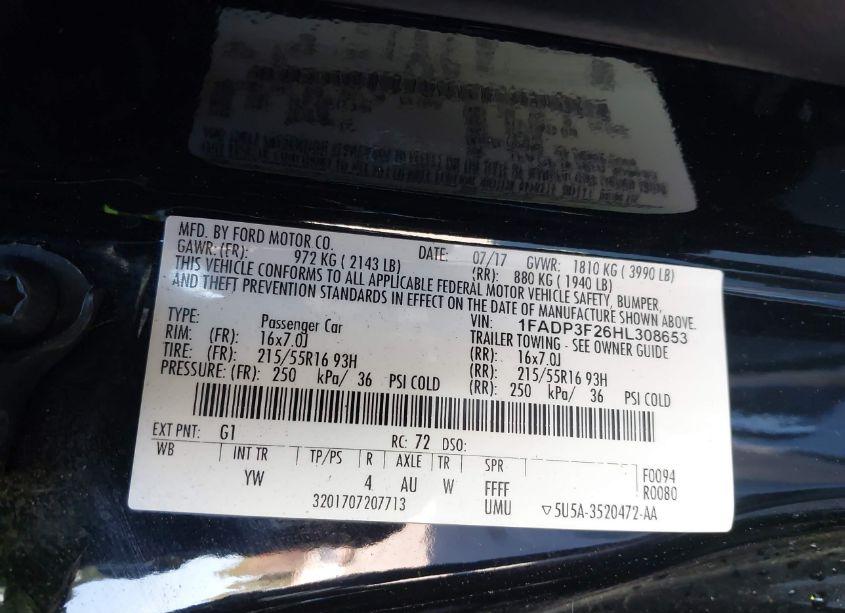 MFD. BY FORD MOTOR CO. DATE: 07/17 GVWR: 1810 KG ( 3990 LB)
GAWR: (FR): 972 KG ( 2143 LB) (RR): 880 KG ( 1940 LB)
THIS VEHICLE CONFORMS TO ALL APPLICABLE FEDERAL MOTOR VEHICLE SAFETY, BUMPER,
AND THEFT PREVENTION STANDARDS IN EFFECT ON THE DATE OF MANUFACTURE SHOWN ABOVE.
TYPE: Passenger Car VIN: 1FADP3F26HL308653
TRAILER TOWING - SEE OWNER GUIDE
RIM: (FR): 16x7.0J (RR): 16x7.0J
TIRE: (FR): 215/55R16 93H (RR): 215/55R16 93H
PRESSURE: (FR): 250 kPa/ 36 PSI COLD (RR): 250 kPa/ 36 PSI COLD
EXT PNT: G1 RC: 72 DSO:
WB INT TR TP/PS R AXLE TR SPR F0094
YW 4 AU W FFFF R0080
3201707207713 UMU ▽5U5A-3520472-AA